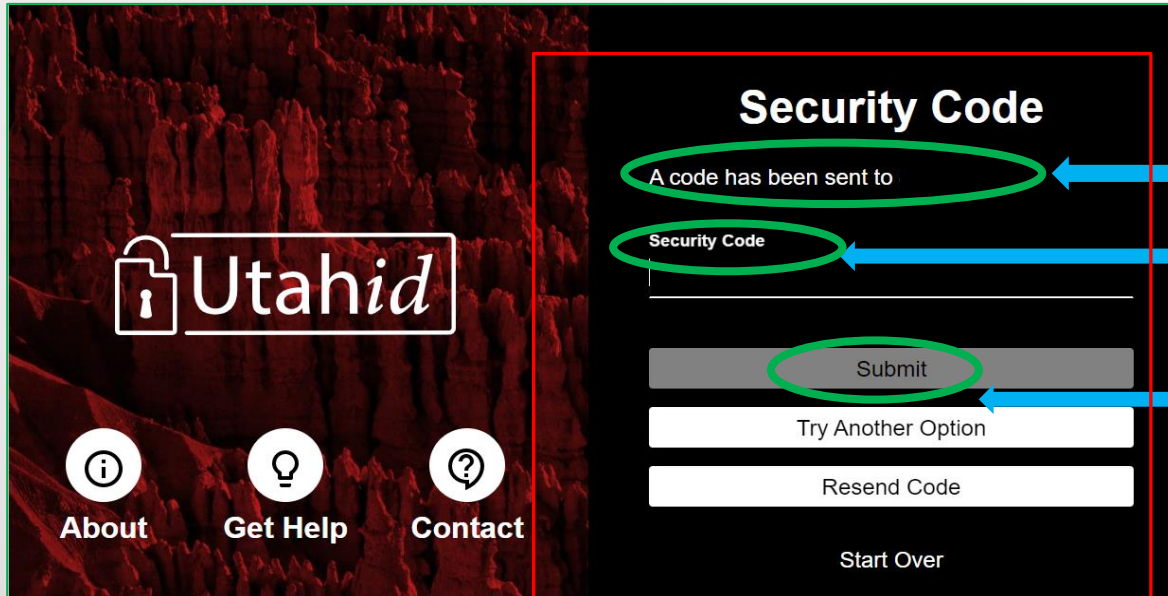 Utahid
About
Get Help
Contact
Security Code
A code has been sent to
Security Code
Submit
Try Another Option
Resend Code
Start Over